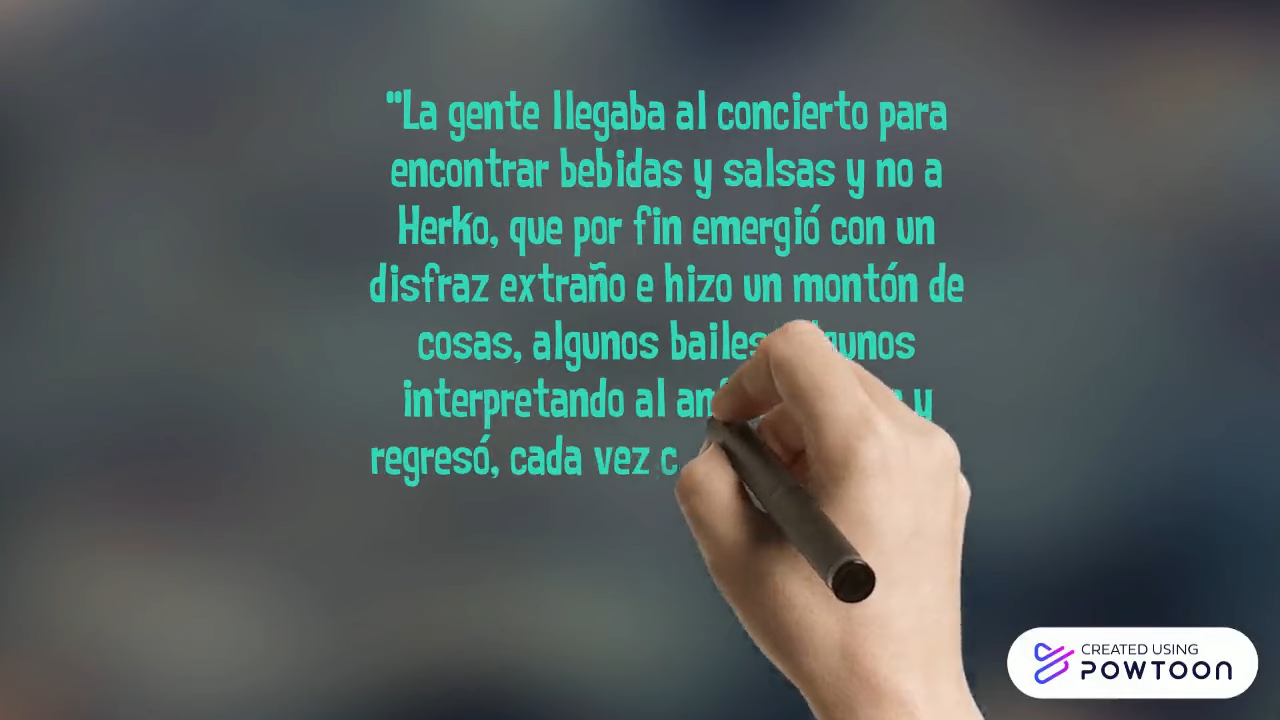 "La gente llegaba al concierto para
encontrar bebidas y salsas y no a
Herko, que por fin emergió con un
disfraz extraño e hizo un montón de
cosas, algunos bailes, algunos
interpretando al y
regresó, cada vez c
CREATED USING
POWTOON